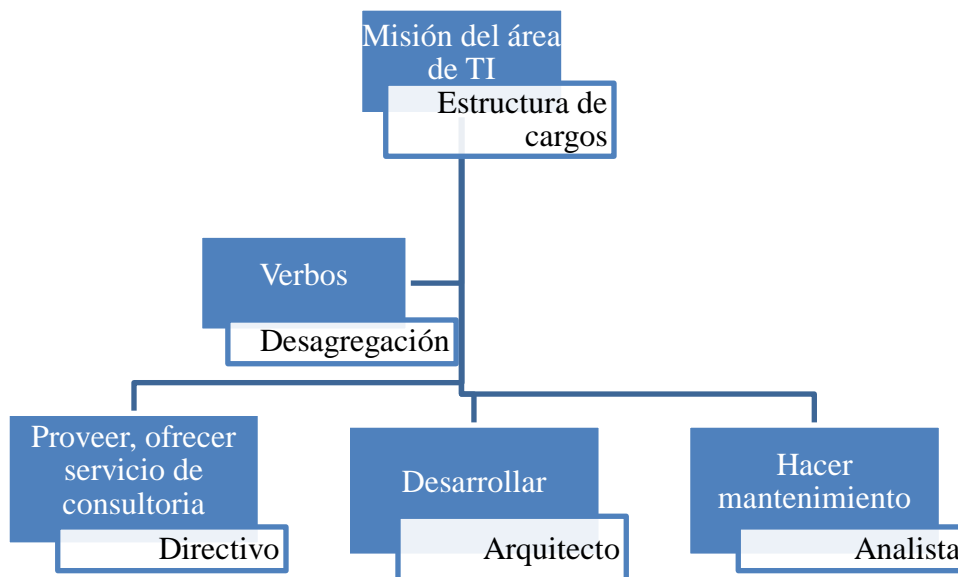 Misión del área
de TI
Estructura de
cargos
Verbos
Desagregación
Proveer, ofrecer
servicio de
consultoria
Directivo
Desarrollar
Arquitecto
Hacer
mantenimiento
Analista